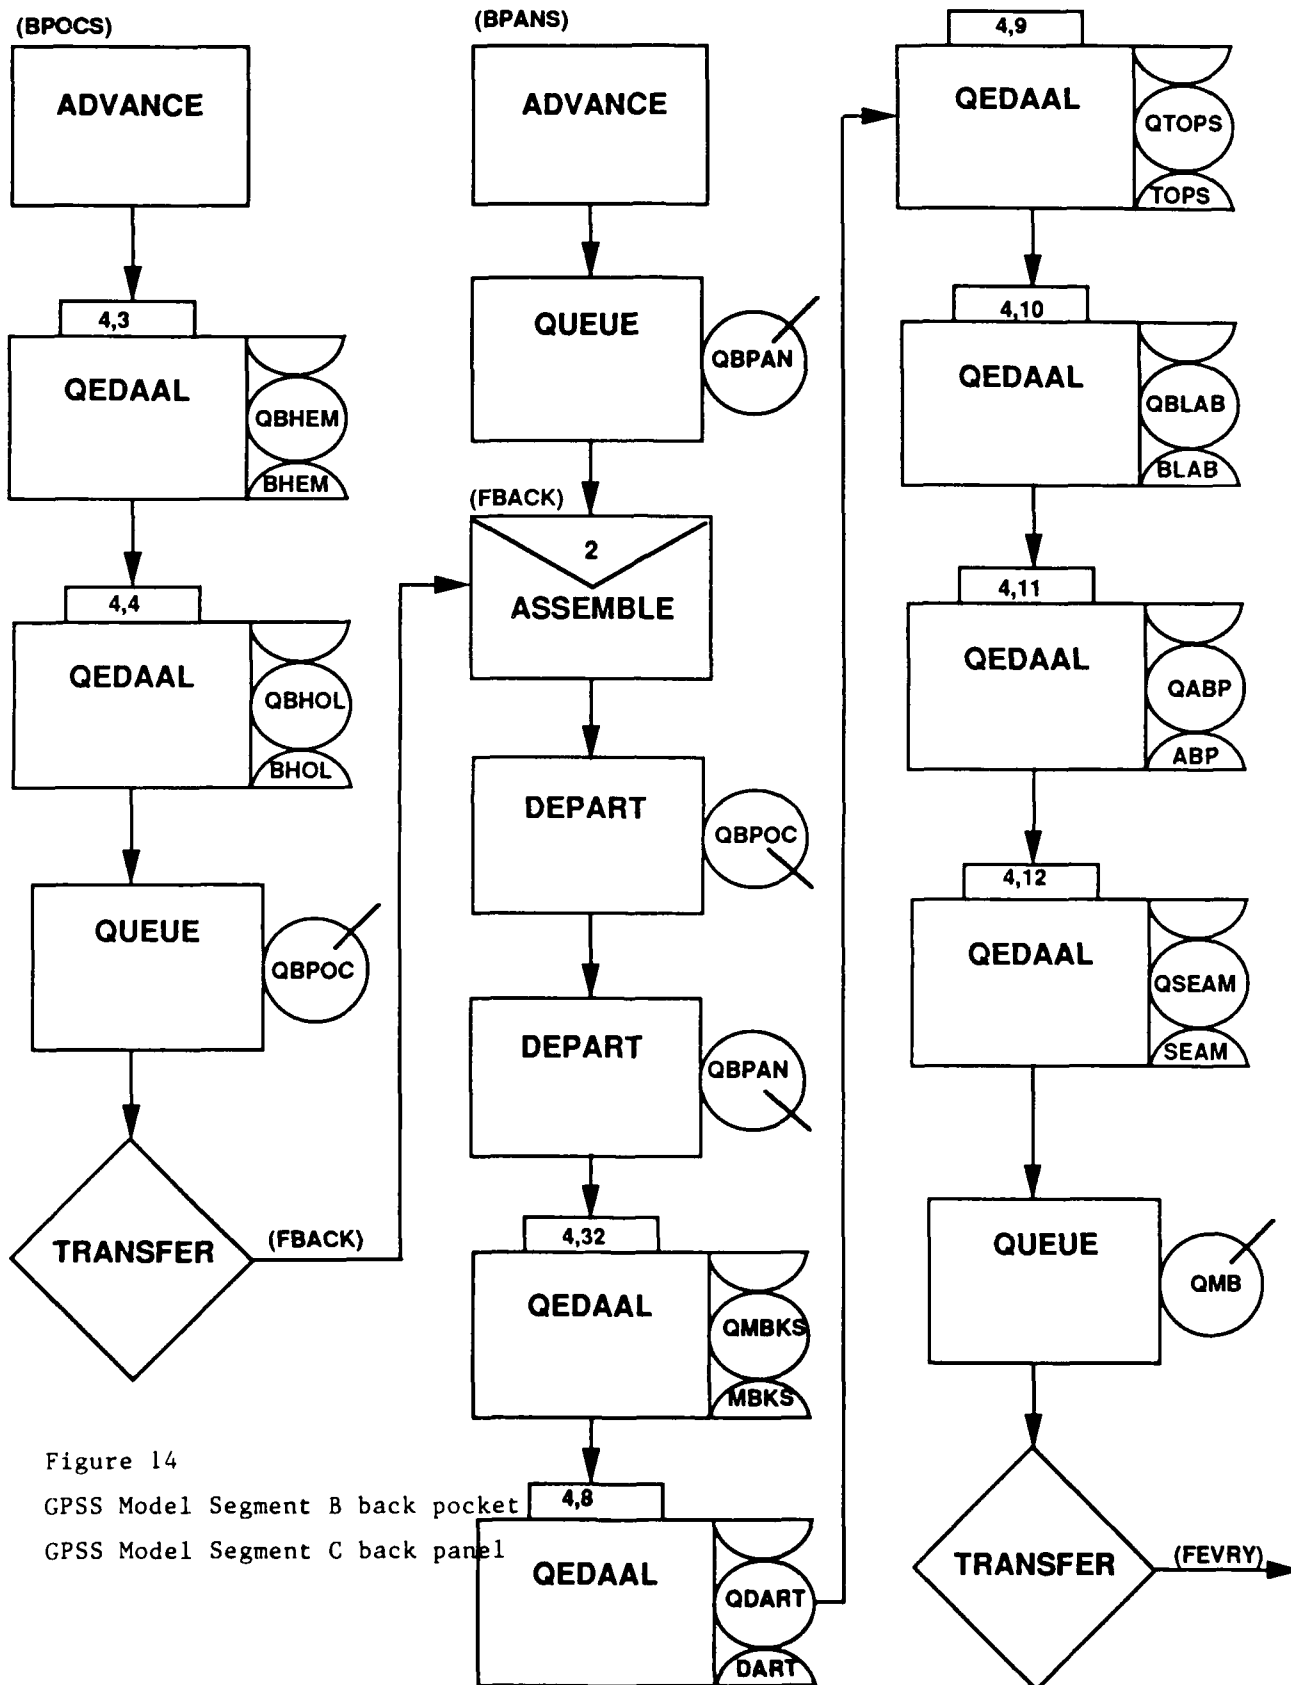 (BPOCS)
ADVANCE
4,3
QEDAAL
QBHEM
BHEM
4,4
QEDAAL
QBHOL
BHOL
QUEUE
QBPOC
TRANSFER
(FBACK)
(BPANS)
ADVANCE
QUEUE
QBPAN
(FBACK)
2
ASSEMBLE
DEPART
QBPOC
DEPART
QBPAN
4,32
QEDAAL
QMBKS
MBKS
4,8
QEDAAL
QDART
DART
4,9
QEDAAL
QTOPS
TOPS
4,10
QEDAAL
QBLAB
BLAB
4,11
QEDAAL
QABP
ABP
4,12
QEDAAL
QSEAM
SEAM
QUEUE
QMB
TRANSFER
(FEVRY)
Figure 14
GPSS Model Segment B back pocket
GPSS Model Segment C back panel